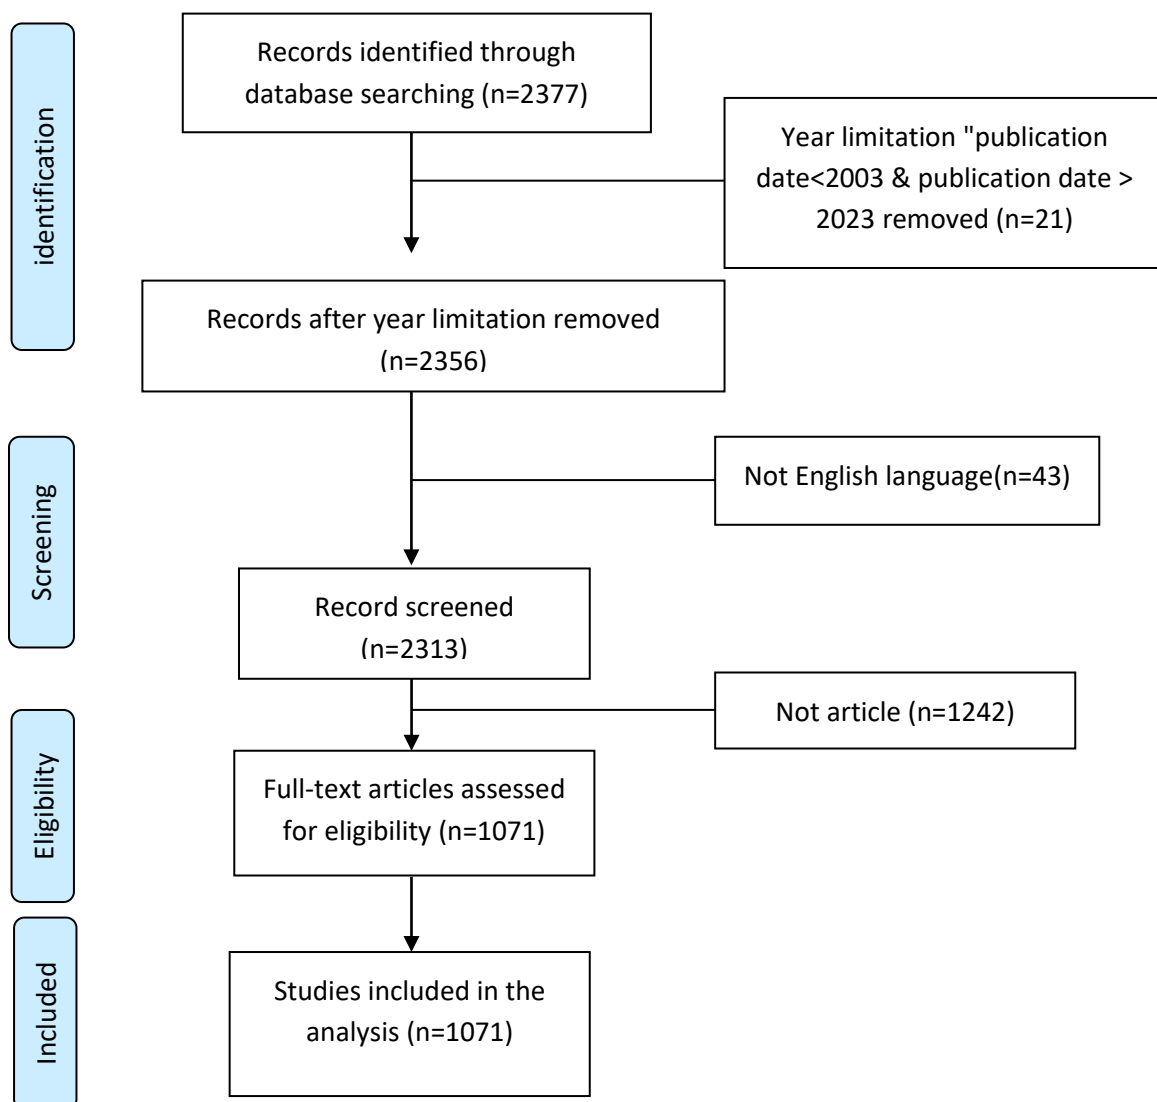 identification
Records identified through
database searching (n=2377)
Year limitation "publication
date<2003 & publication date >
2023 removed (n=21)
Records after year limitation removed
(n=2356)
Screening
Not English language(n=43)
Record screened
(n=2313)
Eligibility
Not article (n=1242)
Full-text articles assessed
for eligibility (n=1071)
Included
Studies included in the
analysis (n=1071)